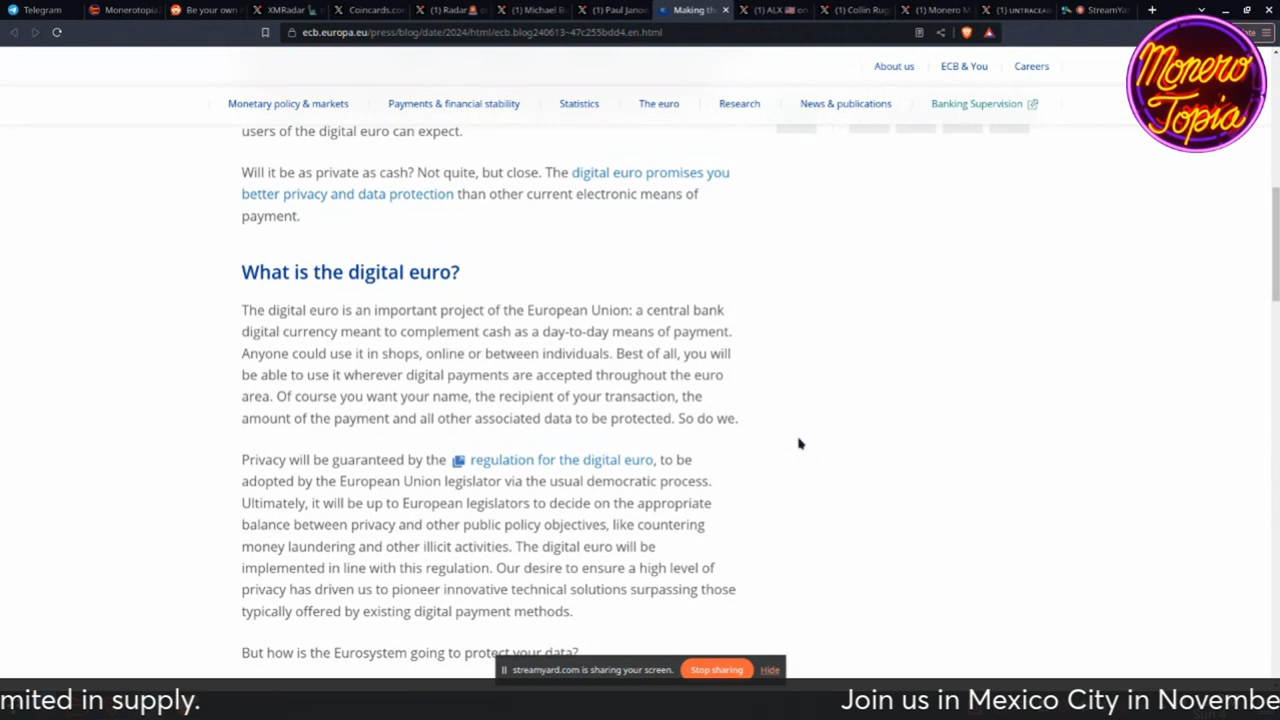 Telegram
Monerotopia
Be your own
XMRadar
Coincards.com
(1) Radar
(1) Michael B
(1) Paul Jano
Making the
(1) ALX
on
(1) Collin Rug
(1) Monero M
(1) UNTRACEAB
StreamYar
ecb.europa.eu/press/blog/date/2024/html/ecb.blog240613~47c255bdd4.en.html
Monero
Topia
About us
ECB & You
Careers
Monetary policy & markets
Payments & financial stability
Statistics
The euro
Research
News & publications
Banking Supervision
users of the digital euro can expect.
Will it be as private as cash? Not quite, but close. The digital euro promises you
better privacy and data protection than other current electronic means of
payment.
What is the digital euro?
The digital euro is an important project of the European Union: a central bank
digital currency meant to complement cash as a day-to-day means of payment.
Anyone could use it in shops, online or between individuals. Best of all, you will
be able to use it wherever digital payments are accepted throughout the euro
area. Of course you want your name, the recipient of your transaction, the
amount of the payment and all other associated data to be protected. So do we.
Privacy will be guaranteed by the regulation for the digital euro, to be
adopted by the European Union legislator via the usual democratic process.
Ultimately, it will be up to European legislators to decide on the appropriate
balance between privacy and other public policy objectives, like countering
money laundering and other illicit activities. The digital euro will be
implemented in line with this regulation. Our desire to ensure a high level of
privacy has driven us to pioneer innovative technical solutions surpassing those
typically offered by existing digital payment methods.
But how is the Eurosystem going to protect your data?
streamyard.com is sharing your screen.
Stop sharing
Hide
mited in supply.
Join us in Mexico City in Novembe